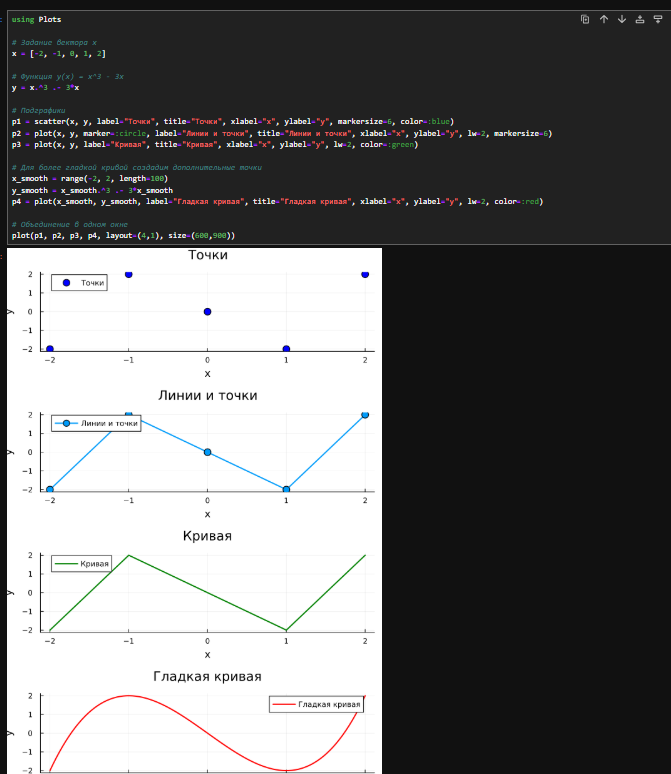 using Plots
# Задание вектора x
x = [-2, -1, 0, 1, 2]
# Функция y(x) = x^3 - 3x
y = x.^3 .- 3*x
# Подграфики
p1 = scatter(x, y, label="Точки", title="Точки", xlabel="x", ylabel="y", markersize=6, color=:blue)
p2 = plot(x, y, marker=:circle, label="Линии и точки", title="Линии и точки", xlabel="x", ylabel="y", lw=2, markersize=6)
p3 = plot(x, y, label="Кривая", title="Кривая", xlabel="x", ylabel="y", lw=2, color=:green)
# Для более гладкой кривой создадим дополнительные точки
x_smooth = range(-2, 2, length=100)
y_smooth = x_smooth.^3 .- 3*x_smooth
p4 = plot(x_smooth, y_smooth, label="Гладкая кривая", title="Гладкая кривая", xlabel="x", ylabel="y", lw=2, color=:red)
# Объединение в одном окне
plot(p1, p2, p3, p4, layout=(4,1), size=(600,900))
Точки
2
1
0
−1
−2
y
Точки
−2 −1 0 1 2
x
Линии и точки
2
1
0
−1
−2
y
Линии и точки
−2 −1 0 1 2
x
Кривая
2
1
0
−1
−2
y
Кривая
−2 −1 0 1 2
x
Гладкая кривая
2
1
0
−1
−2
y
Гладкая кривая